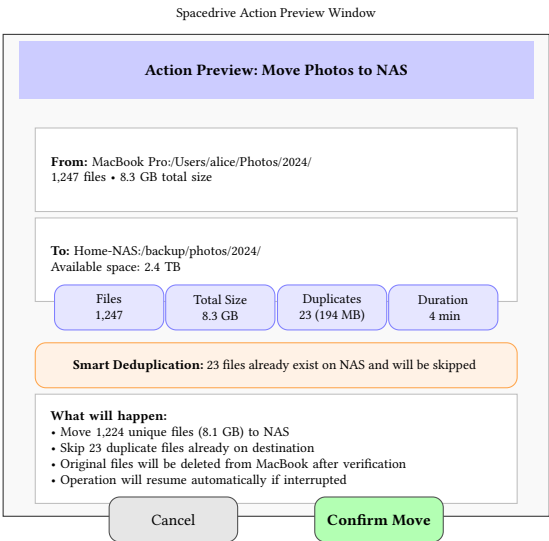 Spacedrive Action Preview Window
Action Preview: Move Photos to NAS
From: MacBook Pro:/Users/alice/Photos/2024/
1,247 files • 8.3 GB total size
To: Home-NAS:/backup/photos/2024/
Available space: 2.4 TB
Files
1,247
Total Size
8.3 GB
Duplicates
23 (194 MB)
Duration
4 min
Smart Deduplication: 23 files already exist on NAS and will be skipped
What will happen:
• Move 1,224 unique files (8.1 GB) to NAS
• Skip 23 duplicate files already on destination
• Original files will be deleted from MacBook after verification
• Operation will resume automatically if interrupted
Cancel
Confirm Move